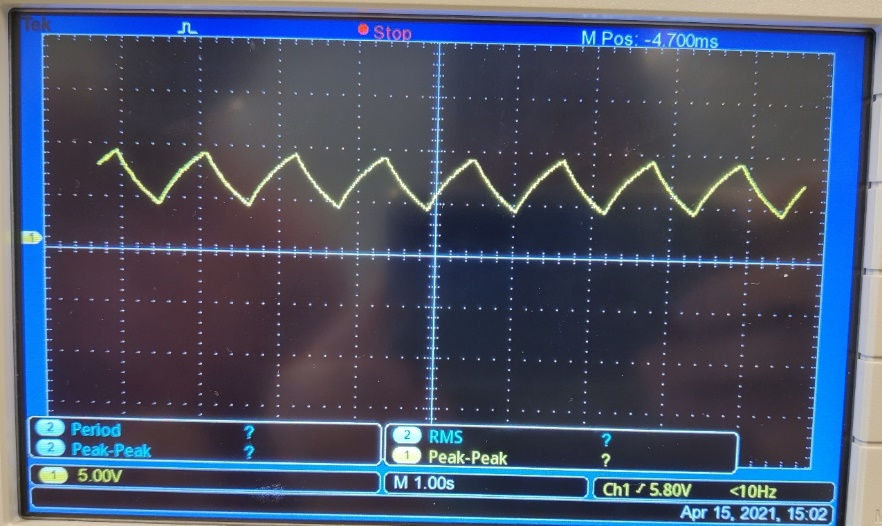 Tek Stop M Pos: -4.700ms
1
2 Period ? 2 RMS ?
2 Peak-Peak ? 1 Peak-Peak ?
1 5.00V M 1.00s Ch1 5.80V <10Hz
Apr 15, 2021, 15:02